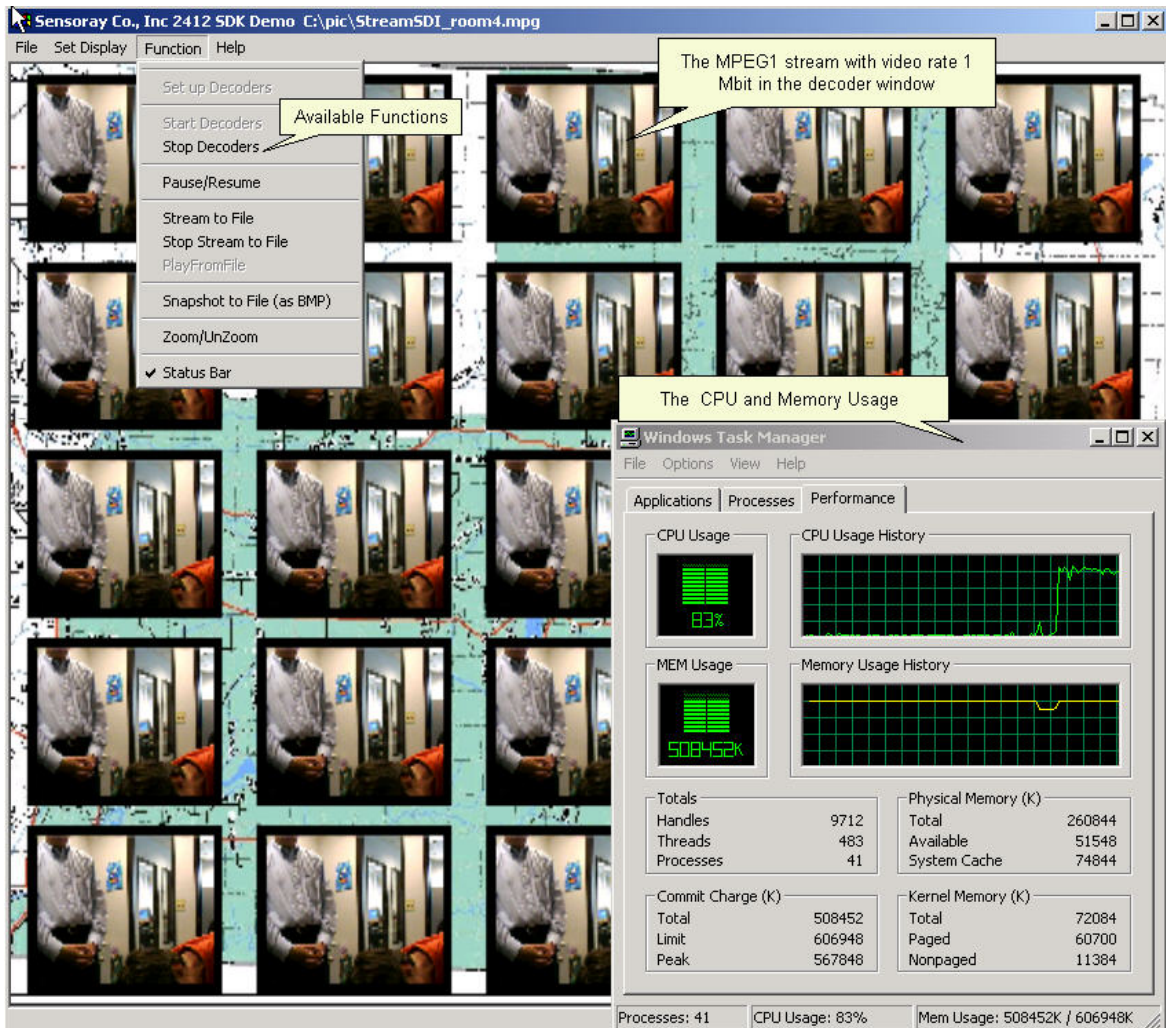 Sensoray Co., Inc 2412 SDK Demo C:\pic\StreamSDI_room4.mpg
File Set Display Function Help
Set up Decoders
Start Decoders
Stop Decoders
Pause/Resume
Stream to File
Stop Stream to File
PlayFromFile
Snapshot to File (as BMP)
Zoom/UnZoom
Status Bar
Available Functions
The MPEG1 stream with video rate 1
Mbit in the decoder window
The CPU and Memory Usage
Windows Task Manager
File Options View Help
Applications Processes Performance
CPU Usage
83%
CPU Usage History
MEM Usage
508452K
Memory Usage History
Totals
Handles 9712
Threads 483
Processes 41
Physical Memory (K)
Total 260844
Available 51548
System Cache 74844
Commit Charge (K)
Total 508452
Limit 606948
Peak 567848
Kernel Memory (K)
Total 72084
Paged 60700
Nonpaged 11384
Processes: 41 CPU Usage: 83% Mem Usage: 508452K / 606948K